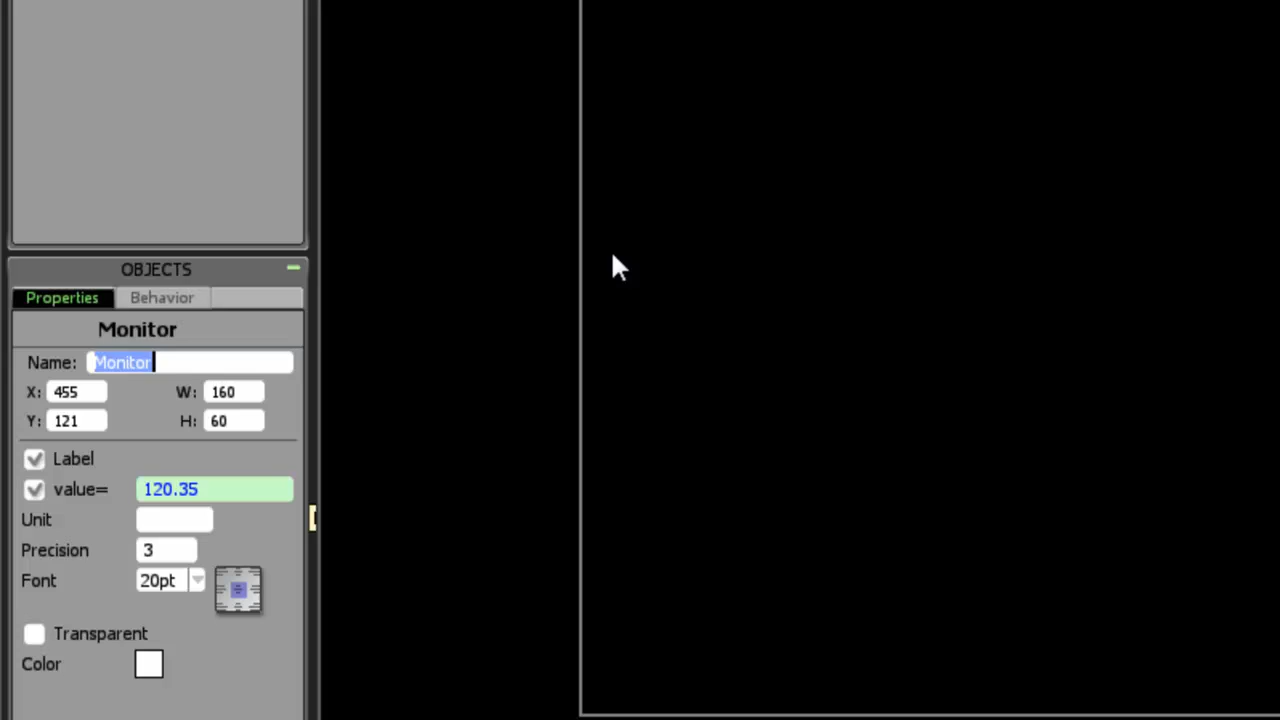 OBJECTS
Properties Behavior
Monitor
Name: Monitor
X: 455 W: 160
Y: 121 H: 60
Label
value= 120.35
Unit
Precision 3
Font 20pt
Transparent
Color